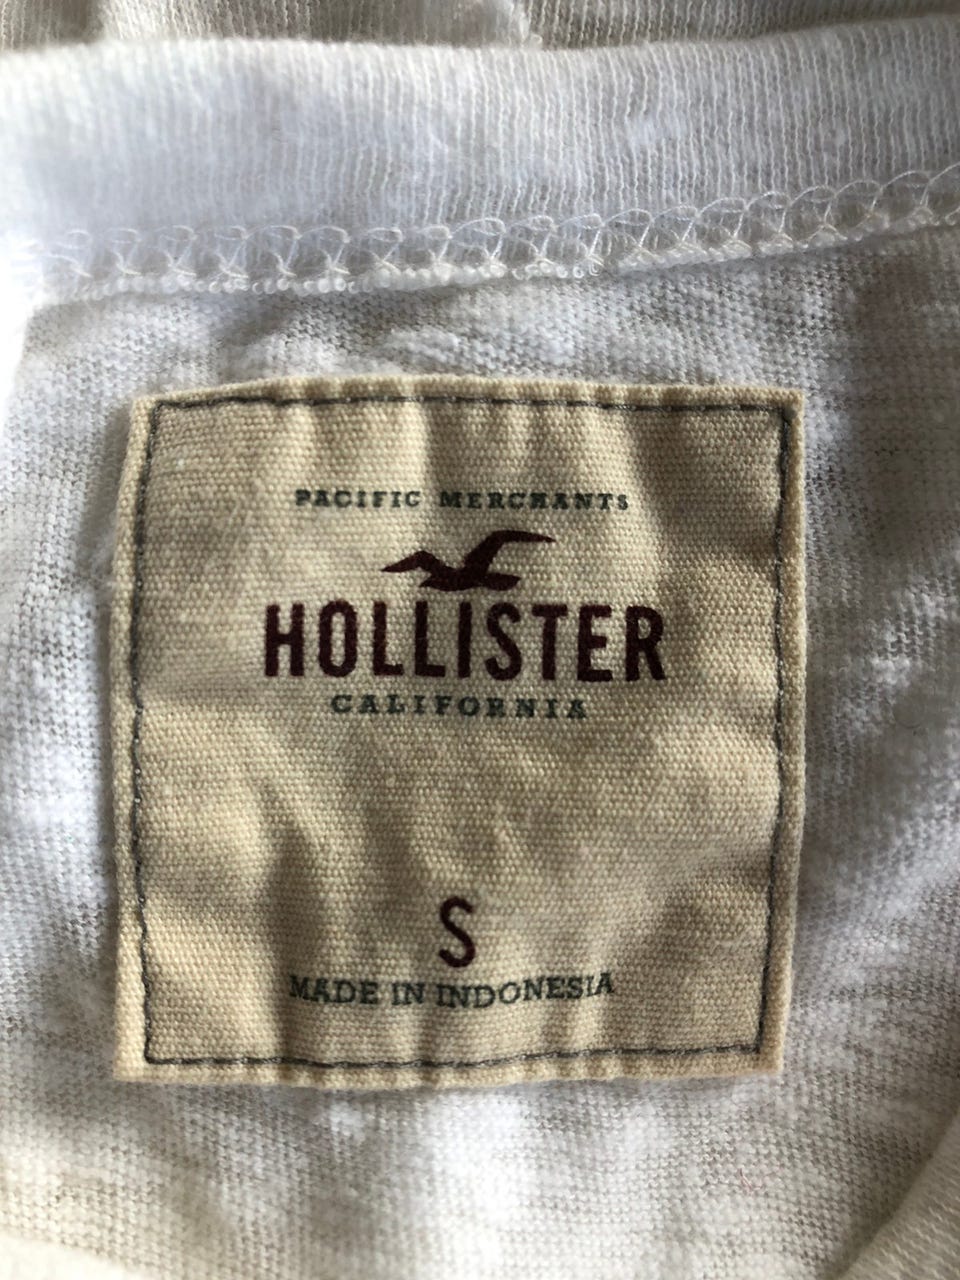 PACIFIC MERCHANTS
HOLLISTER
CALIFORNIA
S
MADE IN INDONESIA